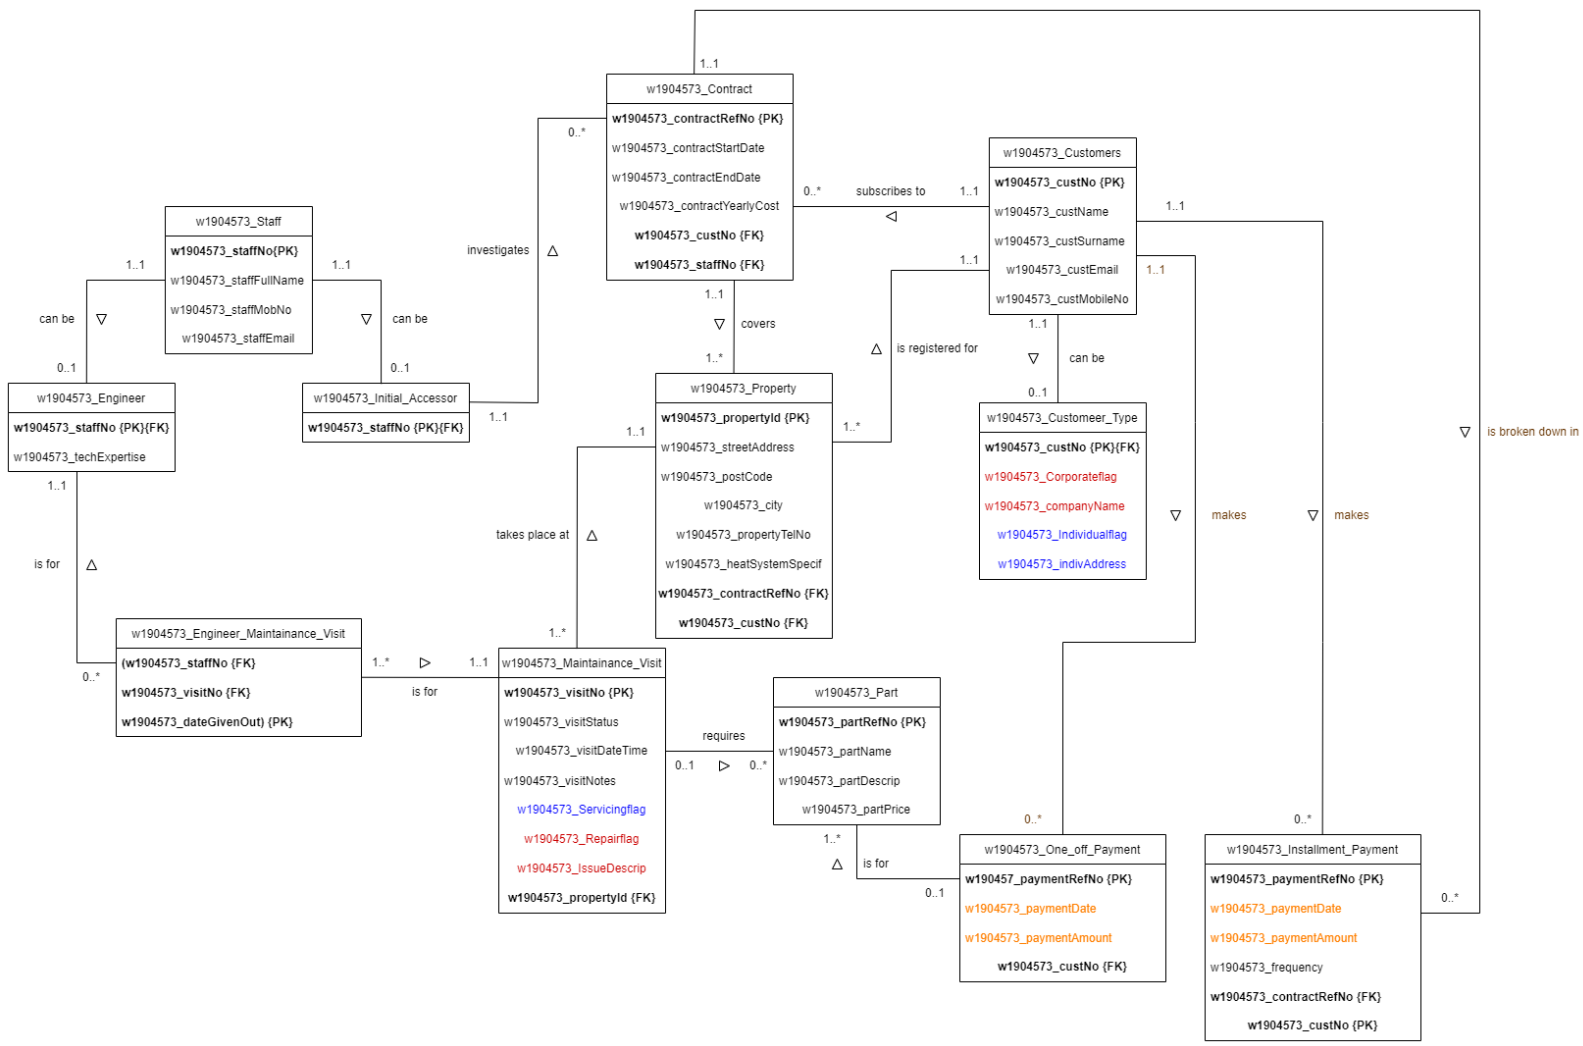 1..1
w1904573_Contract
w1904573_contractRefNo {PK}
w1904573_contractStartDate
w1904573_contractEndDate
w1904573_contractYearlyCost
w1904573_custNo {FK}
w1904573_staffNo {FK}
0..*
investigates
0..*
subscribes to
1..1
w1904573_Customers
w1904573_custNo {PK}
w1904573_custName
w1904573_custSurname
w1904573_custEmail
w1904573_custMobileNo
1..1
1..1
1..1
w1904573_Staff
w1904573_staffNo{PK}
w1904573_staffFullName
w1904573_staffMobNo
w1904573_staffEmail
1..1
1..1
can be
can be
0..1
0..1
w1904573_Engineer
w1904573_staffNo {PK}{FK}
w1904573_techExpertise
w1904573_Initial_Accessor
w1904573_staffNo {PK}{FK}
1..1
1..1
covers
1..*
is registered for
1..1
can be
0..1
w1904573_Property
w1904573_propertyId {PK}
w1904573_streetAddress
w1904573_postCode
w1904573_city
w1904573_propertyTelNo
w1904573_heatSystemSpecif
w1904573_contractRefNo {FK}
w1904573_custNo {FK}
1..*
1..1
w1904573_Customeer_Type
w1904573_custNo {PK}{FK}
w1904573_Corporateflag
w1904573_companyName
w1904573_Individualflag
w1904573_indivAddress
is broken down in
makes
makes
1..1
is for
takes place at
1..*
w1904573_Engineer_Maintainance_Visit
(w1904573_staffNo {FK}
w1904573_visitNo {FK}
w1904573_dateGivenOut) {PK}
0..*
1..*
1..1
is for
w1904573_Maintainance_Visit
w1904573_visitNo {PK}
w1904573_visitStatus
w1904573_visitDateTime
w1904573_visitNotes
w1904573_Servicingflag
w1904573_Repairflag
w1904573_IssueDescrip
w1904573_propertyId {FK}
requires
0..1
0..*
w1904573_Part
w1904573_partRefNo {PK}
w1904573_partName
w1904573_partDescrip
w1904573_partPrice
1..*
is for
0..1
0..*
w1904573_One_off_Payment
w190457_paymentRefNo {PK}
w1904573_paymentDate
w1904573_paymentAmount
w1904573_custNo {FK}
0..*
w1904573_Installment_Payment
w1904573_paymentRefNo {PK}
w1904573_paymentDate
w1904573_paymentAmount
w1904573_frequency
w1904573_contractRefNo {FK}
w1904573_custNo {PK}
0..*